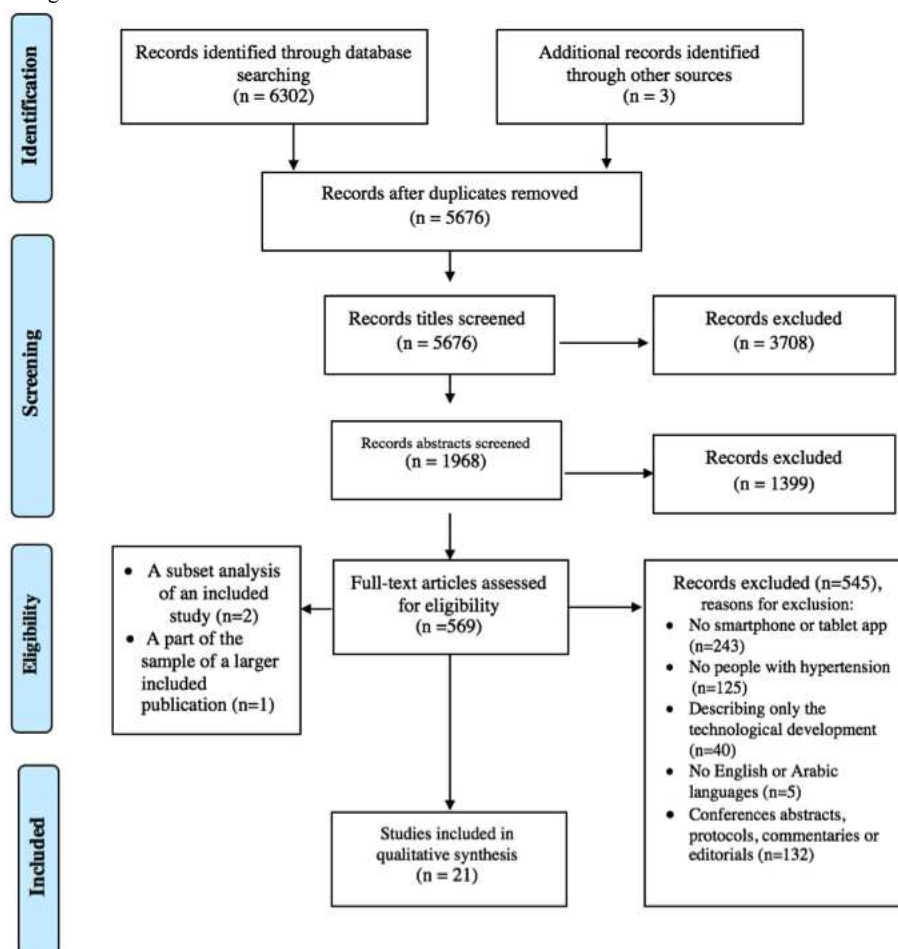 Identification
Records identified through database
searching
(n = 6302)
Additional records identified
through other sources
(n = 3)
Records after duplicates removed
(n = 5676)
Screening
Records titles screened
(n = 5676)
Records excluded
(n = 3708)
Records abstracts screened
(n = 1968)
Records excluded
(n = 1399)
Eligibility
• A subset analysis
of an included
study (n=2)
• A part of the
sample of a larger
included
publication (n=1)
Full-text articles assessed
for eligibility
(n =569)
Records excluded (n=545),
reasons for exclusion:
• No smartphone or tablet app
(n=243)
• No people with hypertension
(n=125)
• Describing only the
technological development
(n=40)
• No English or Arabic
languages (n=5)
• Conferences abstracts,
protocols, commentaries or
editorials (n=132)
Included
Studies included in
qualitative synthesis
(n = 21)